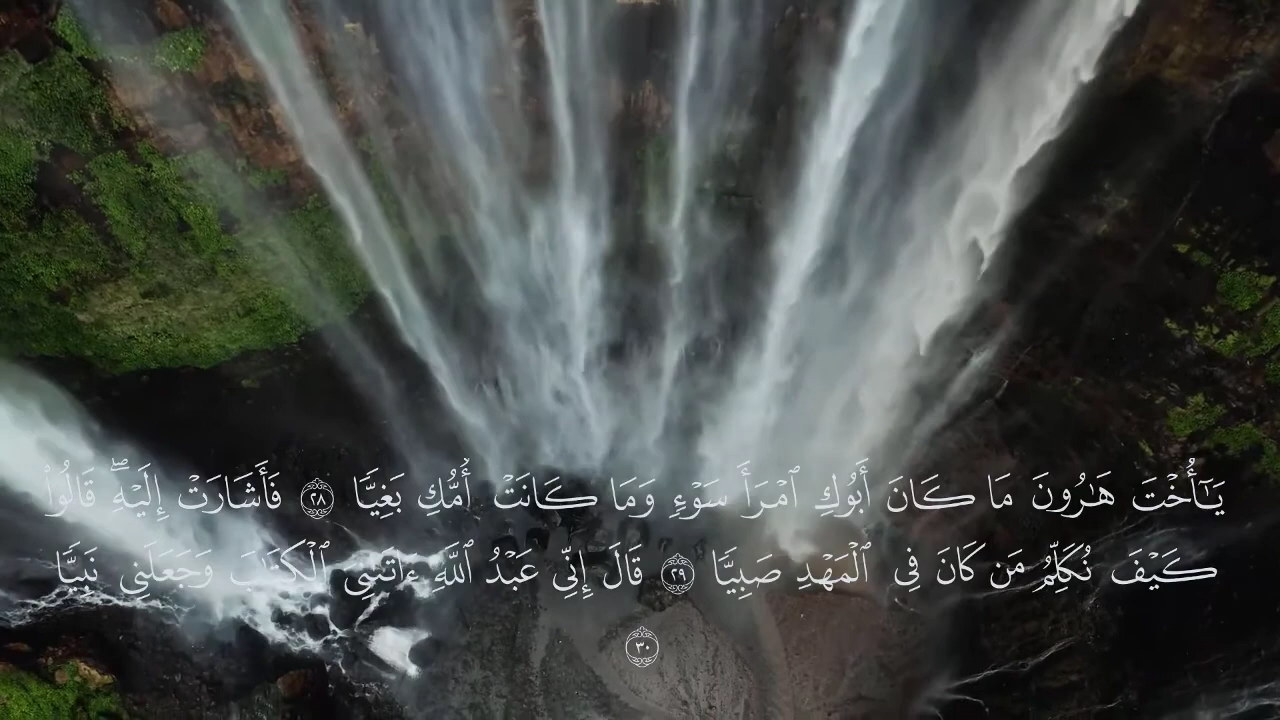 يَـٰٓأُخۡتَ هَـٰرُونَ مَا كَانَ أَبُوكِ ٱمۡرَأَ سَوۡءٖ وَمَا كَانَتۡ أُمُّكِ بَغِيّٗا ۝٢٨ فَأَشَارَتۡ إِلَيۡهِۖ قَالُواْ
كَيۡفَ نُكَلِّمُ مَن كَانَ فِي ٱلۡمَهۡدِ صَبِيّٗا ۝٢٩ قَالَ إِنِّي عَبۡدُ ٱللَّهِ ءَاتَىٰنِيَ ٱلۡكِتَٰبَ وَجَعَلَنِي نَبِيّٗا
۝٣٠